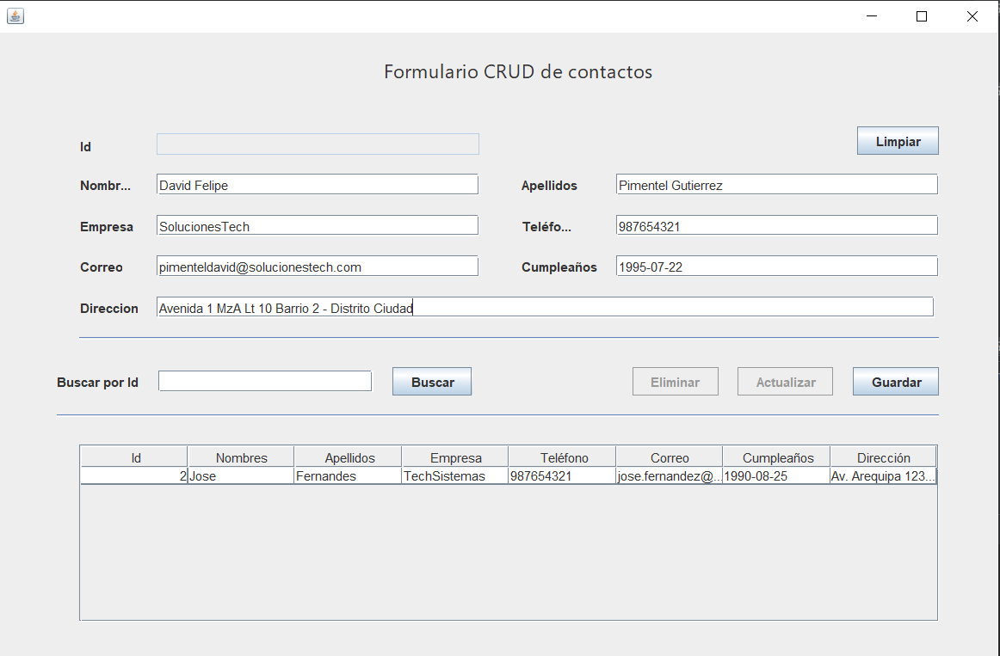 Formulario CRUD de contactos
Id
Limpiar
Nombr... David Felipe Apellidos Pimentel Gutierrez
Empresa SolucionesTech Teléfo... 987654321
Correo pimenteldavid@solucionestech.com Cumpleaños 1995-07-22
Direccion Avenida 1 MzA Lt 10 Barrio 2 - Distrito Ciudad
Buscar por Id Buscar Eliminar Actualizar Guardar
Id Nombres Apellidos Empresa Teléfono Correo Cumpleaños Dirección
2 Jose Fernandes TechSistemas 987654321 jose.fernandez@... 1990-08-25 Av. Arequipa 123...